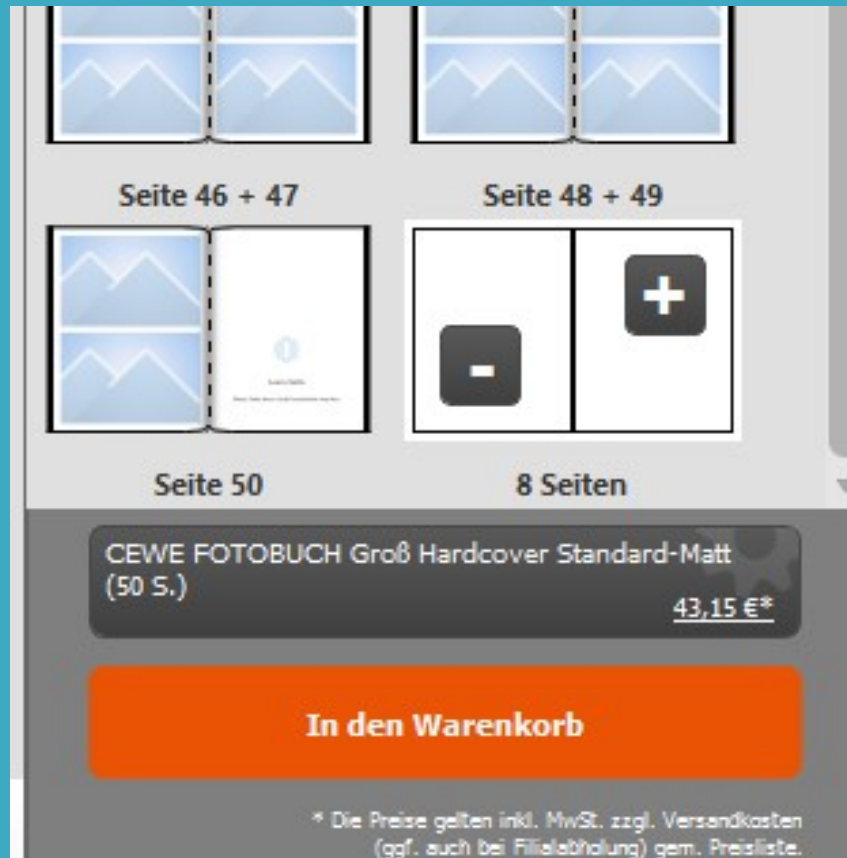 Seite 46 + 47
Seite 48 + 49
+
-
Seite 50
8 Seiten
CEWE FOTOBUCH Groß Hardcover Standard-Matt
(50 S.)
43,15 €*
In den Warenkorb
* Die Preise gelten inkl. MwSt. zzgl. Versandkosten
(ggf. auch bei Filialabholung) gem. Preisliste.